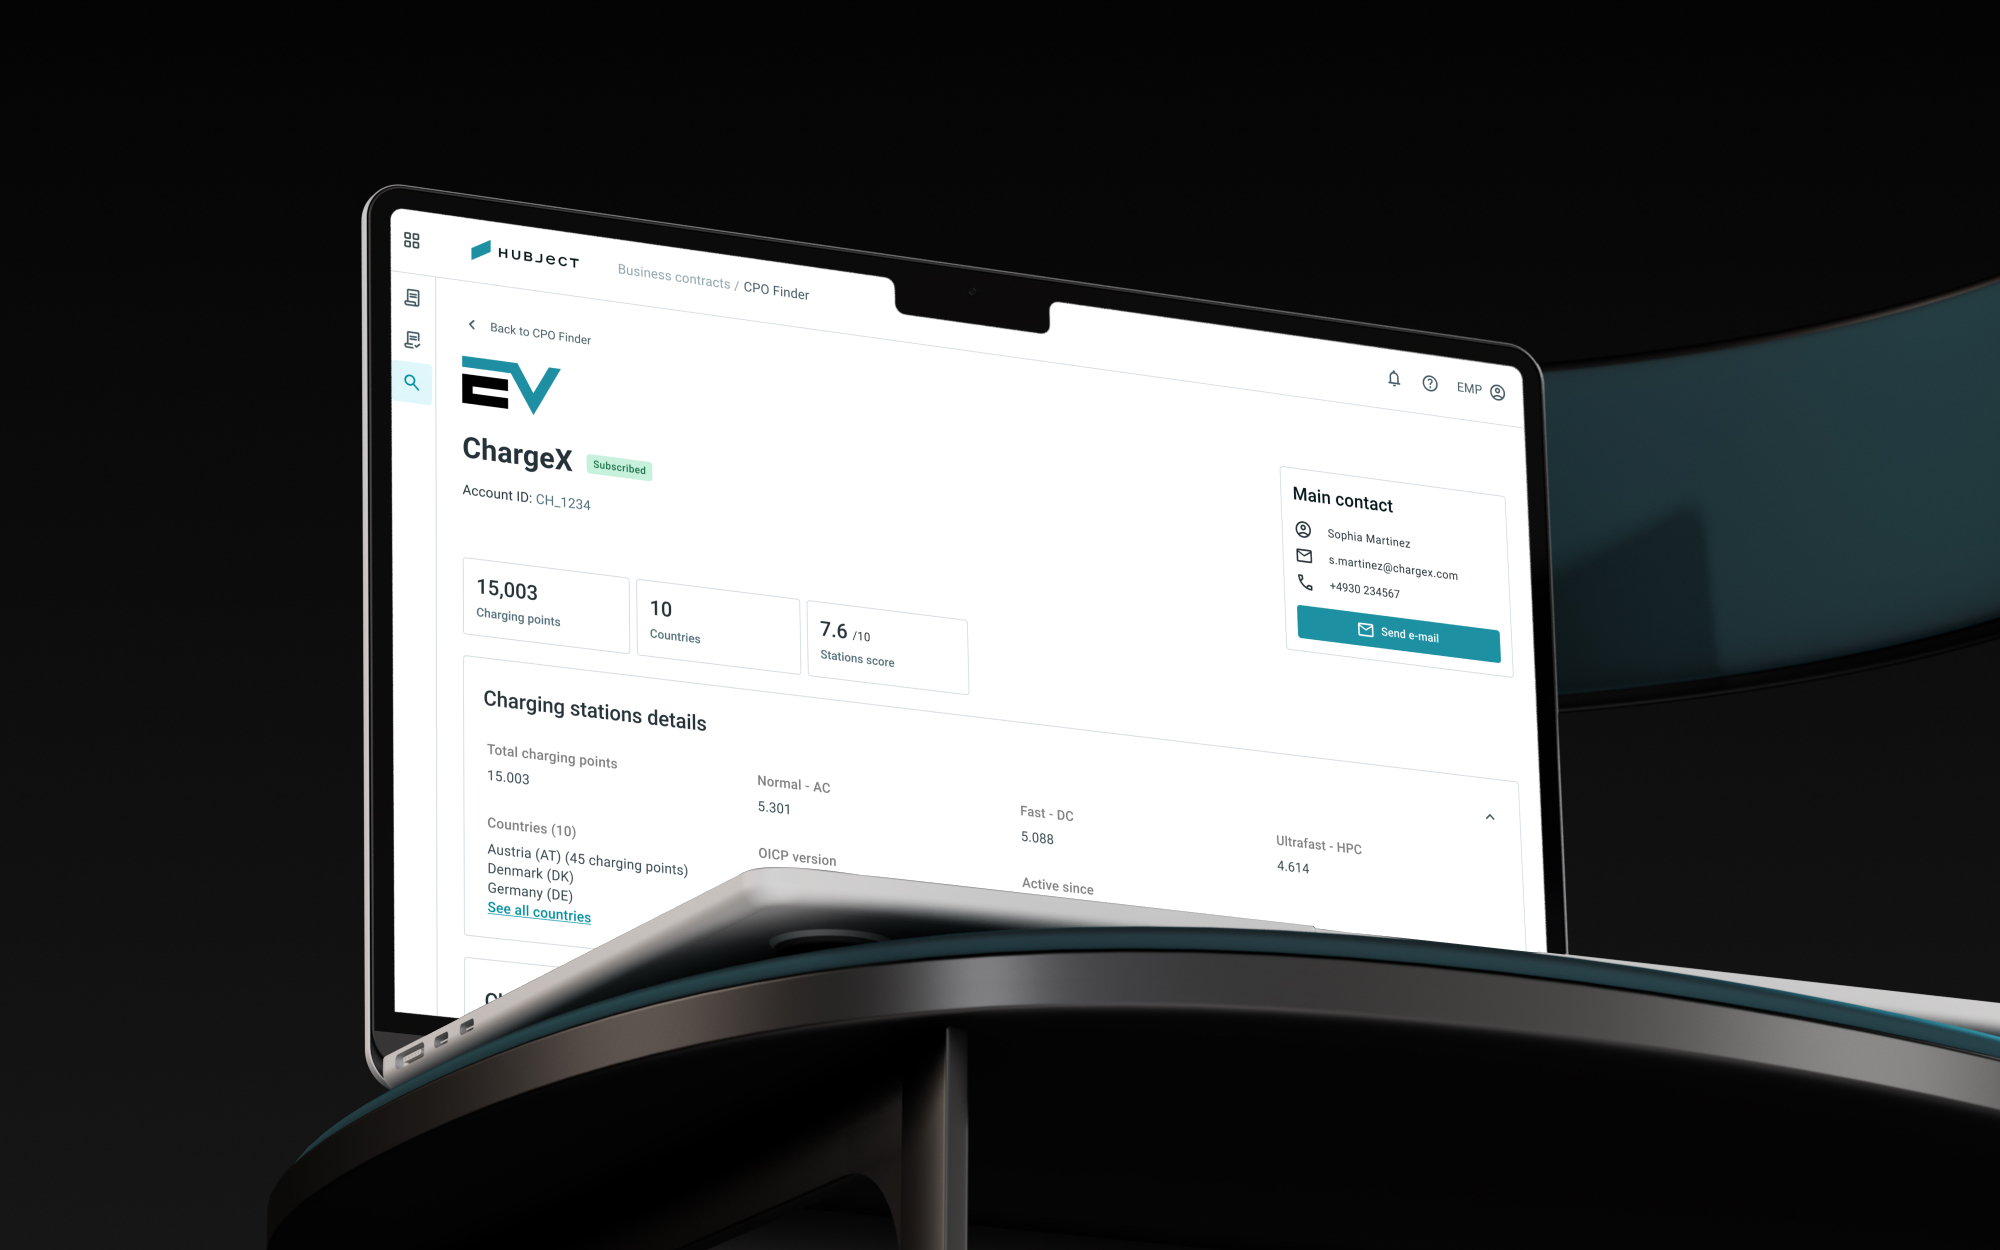 HUBJECT
Business contracts / CPO Finder
EMP
Back to CPO Finder
EV
ChargeX
Subscribed
Account ID: CH_1234
Main contact
Sophia Martinez
s.martinez@chargex.com
+4930 234567
Send e-mail
15,003
Charging points
10
Countries
7.6 /10
Stations score
Charging stations details
Total charging points
15.003
Normal - AC
5.301
Fast - DC
5.088
Ultrafast - HPC
4.614
Countries (10)
Austria (AT) (45 charging points)
Denmark (DK)
Germany (DE)
See all countries
OICP version
Active since